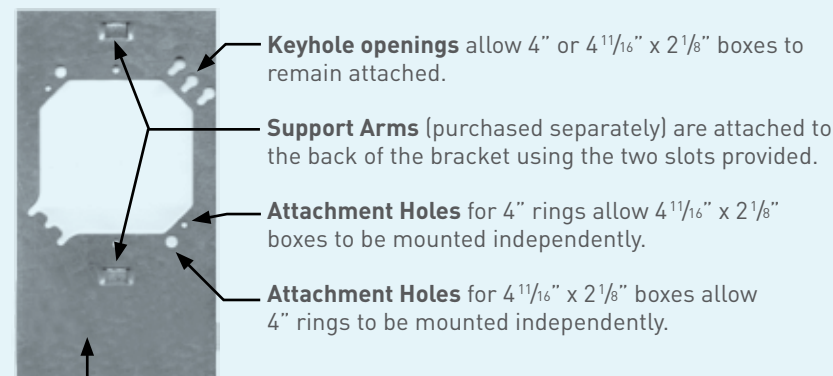 Keyhole openings allow 4” or 4 11/16” x 2 1/8” boxes to
remain attached.
Support Arms (purchased separately) are attached to
the back of the bracket using the two slots provided.
Attachment Holes for 4” rings allow 4 11/16” x 2 1/8”
boxes to be mounted independently.
Attachment Holes for 4 11/16” x 2 1/8” boxes allow
4” rings to be mounted independently.